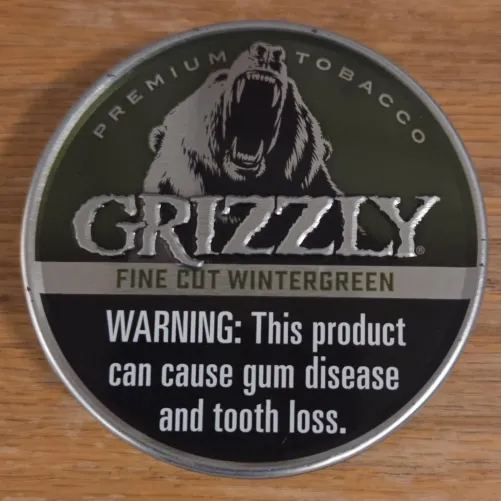 PREMIUM TOBACCO
GRIZZLY®
FINE CUT WINTERGREEN
WARNING: This product
can cause gum disease
and tooth loss.